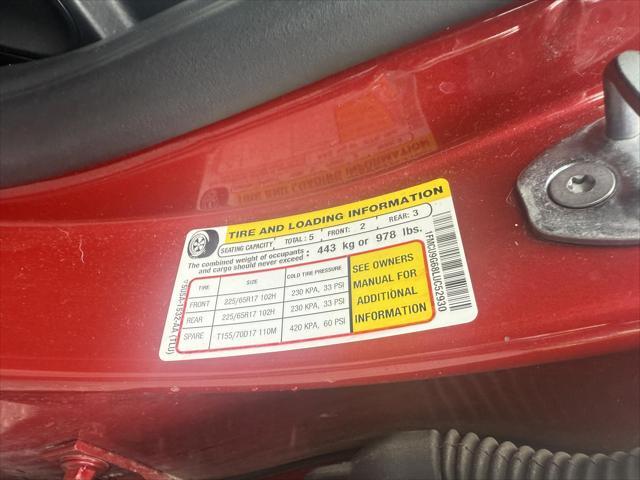 TIRE AND LOADING INFORMATION
SEATING CAPACITY TOTAL : 5 FRONT: 2 REAR: 3
The combined weight of occupants and cargo should never exceed : 443 kg or 978 lbs.
TIRE SIZE COLD TIRE PRESSURE
FRONT 225/65R17 102H 230 KPA, 33 PSI
REAR 225/65R17 102H 230 KPA, 33 PSI
SPARE T155/70D17 110M 420 KPA, 60 PSI
SEE OWNERS
MANUAL FOR
ADDITIONAL
INFORMATION
1FMCU9G68LUC52930